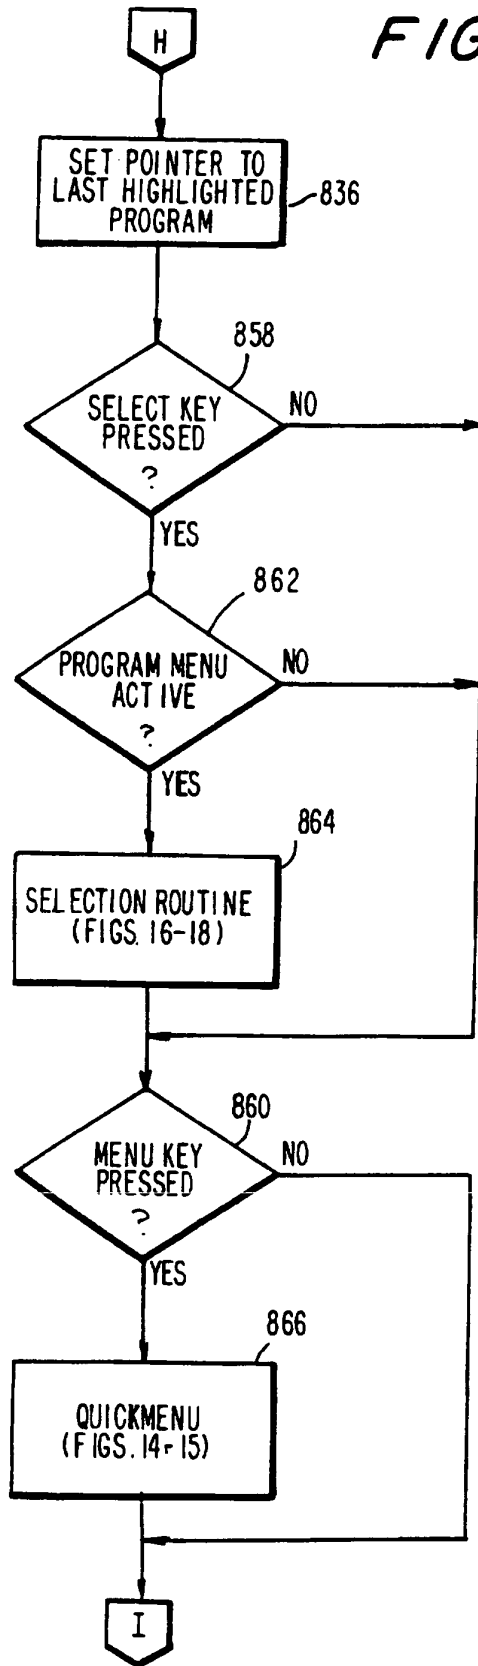 H
FIG
SET POINTER TO
LAST HIGHLIGHTED
PROGRAM
836
858
SELECT KEY
PRESSED
?
NO
YES
862
PROGRAM MENU
ACTIVE
?
NO
YES
864
SELECTION ROUTINE
(FIGS. 16-18)
860
MENU KEY
PRESSED
?
NO
YES
866
QUICKMENU
(FIGS. 14-15)
I